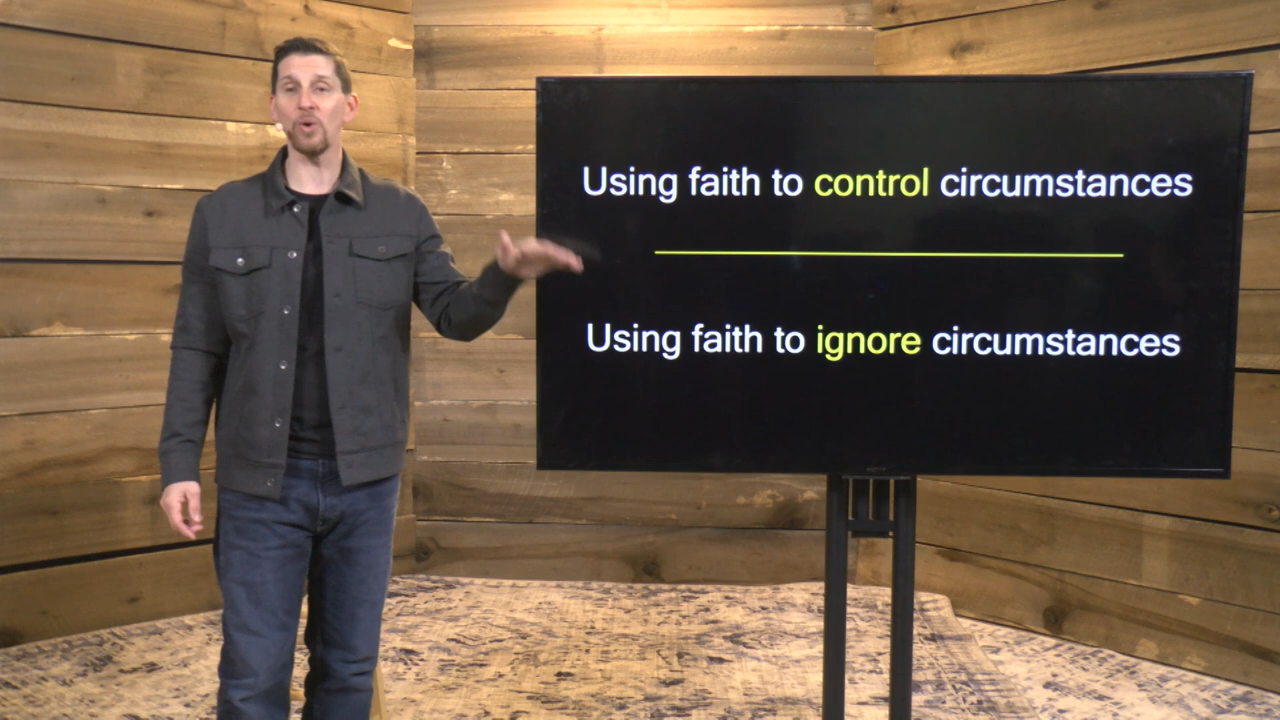 Using faith to control circumstances
Using faith to ignore circumstances